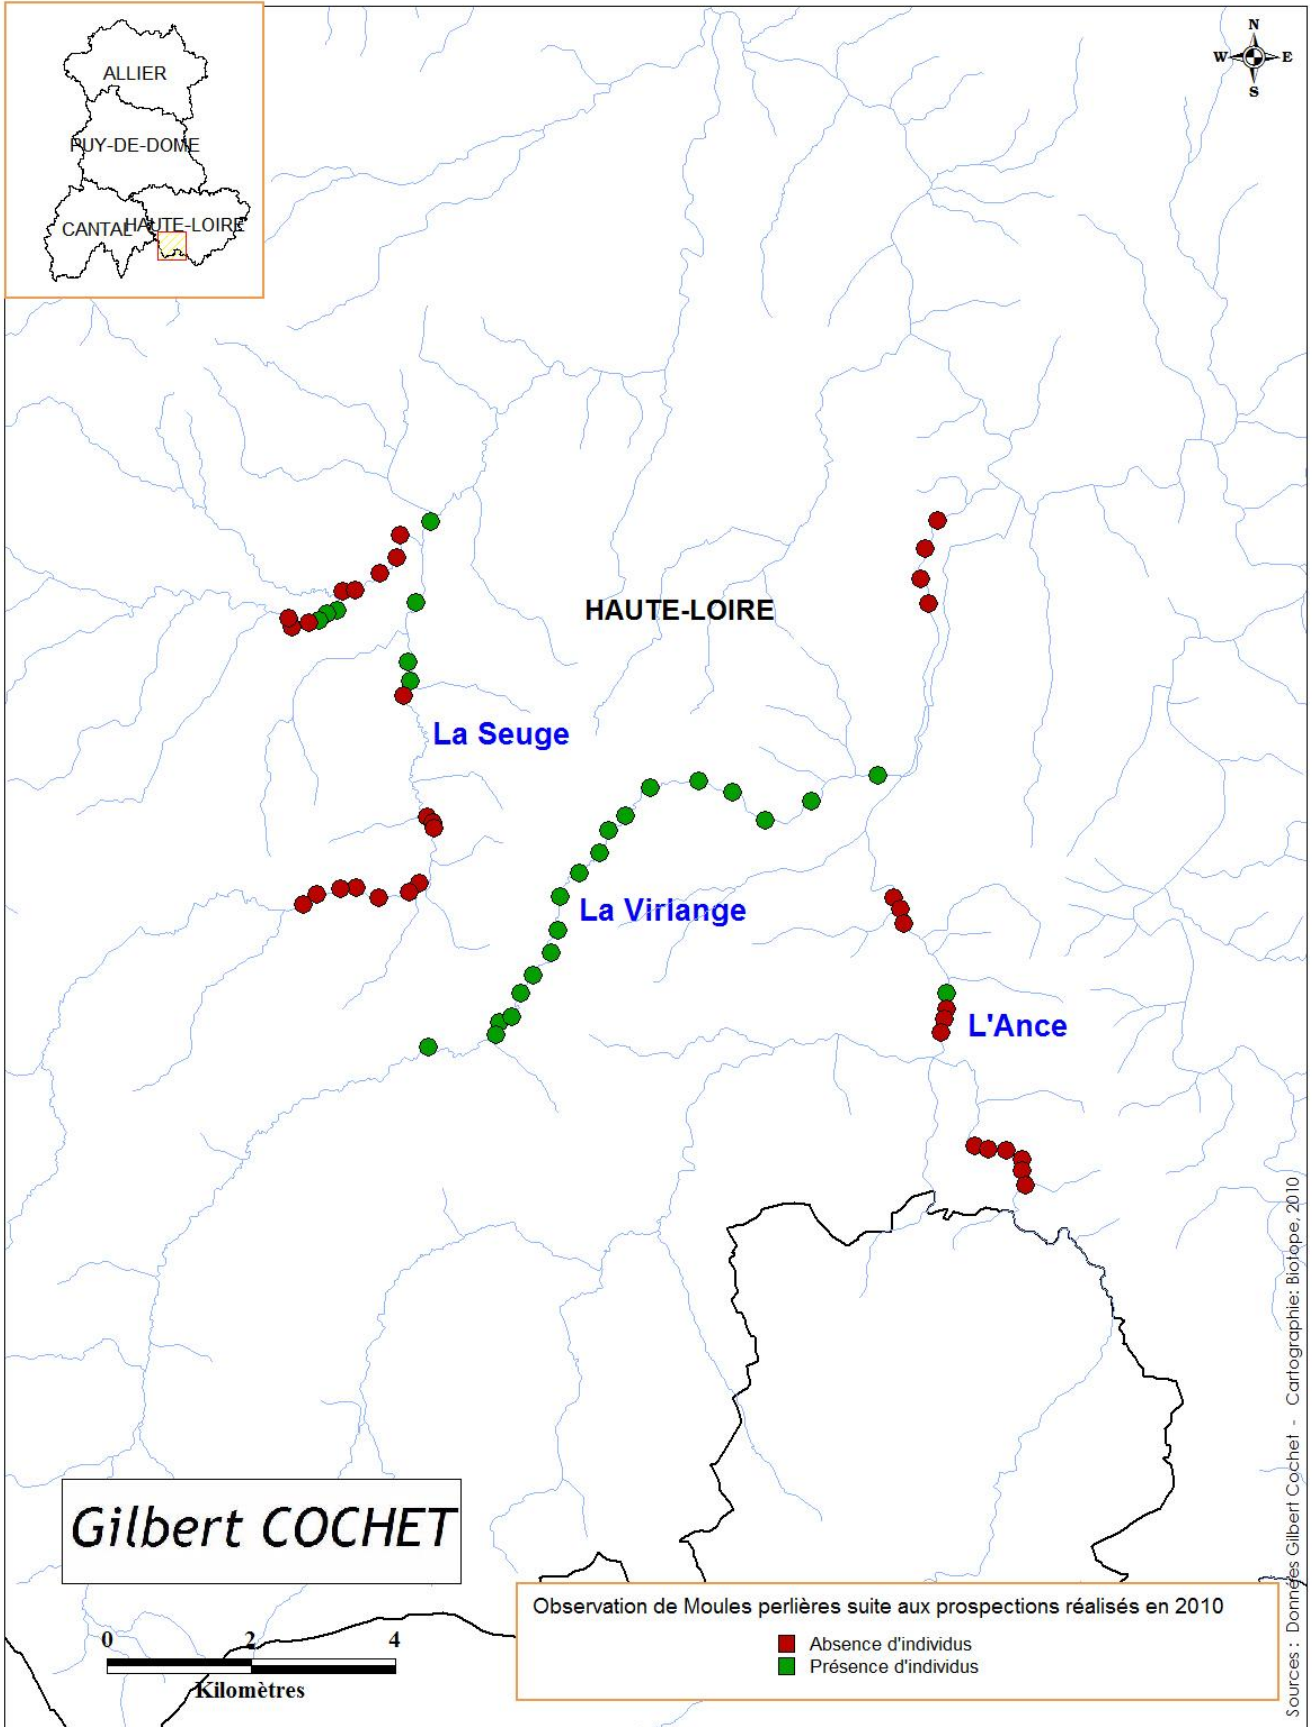 ALLIER
PUY-DE-DOME
CANTAL
HAUTE-LOIRE
N
W
E
S
HAUTE-LOIRE
La Seuge
La Virlange
L'Ance
Gilbert COCHET
0 2 4
Kilomètres
Observation de Moules perlières suite aux prospections réalisés en 2010
Absence d'individus
Présence d'individus
Sources : Données Gilbert Cochet - Cartographie: Biotope, 2010